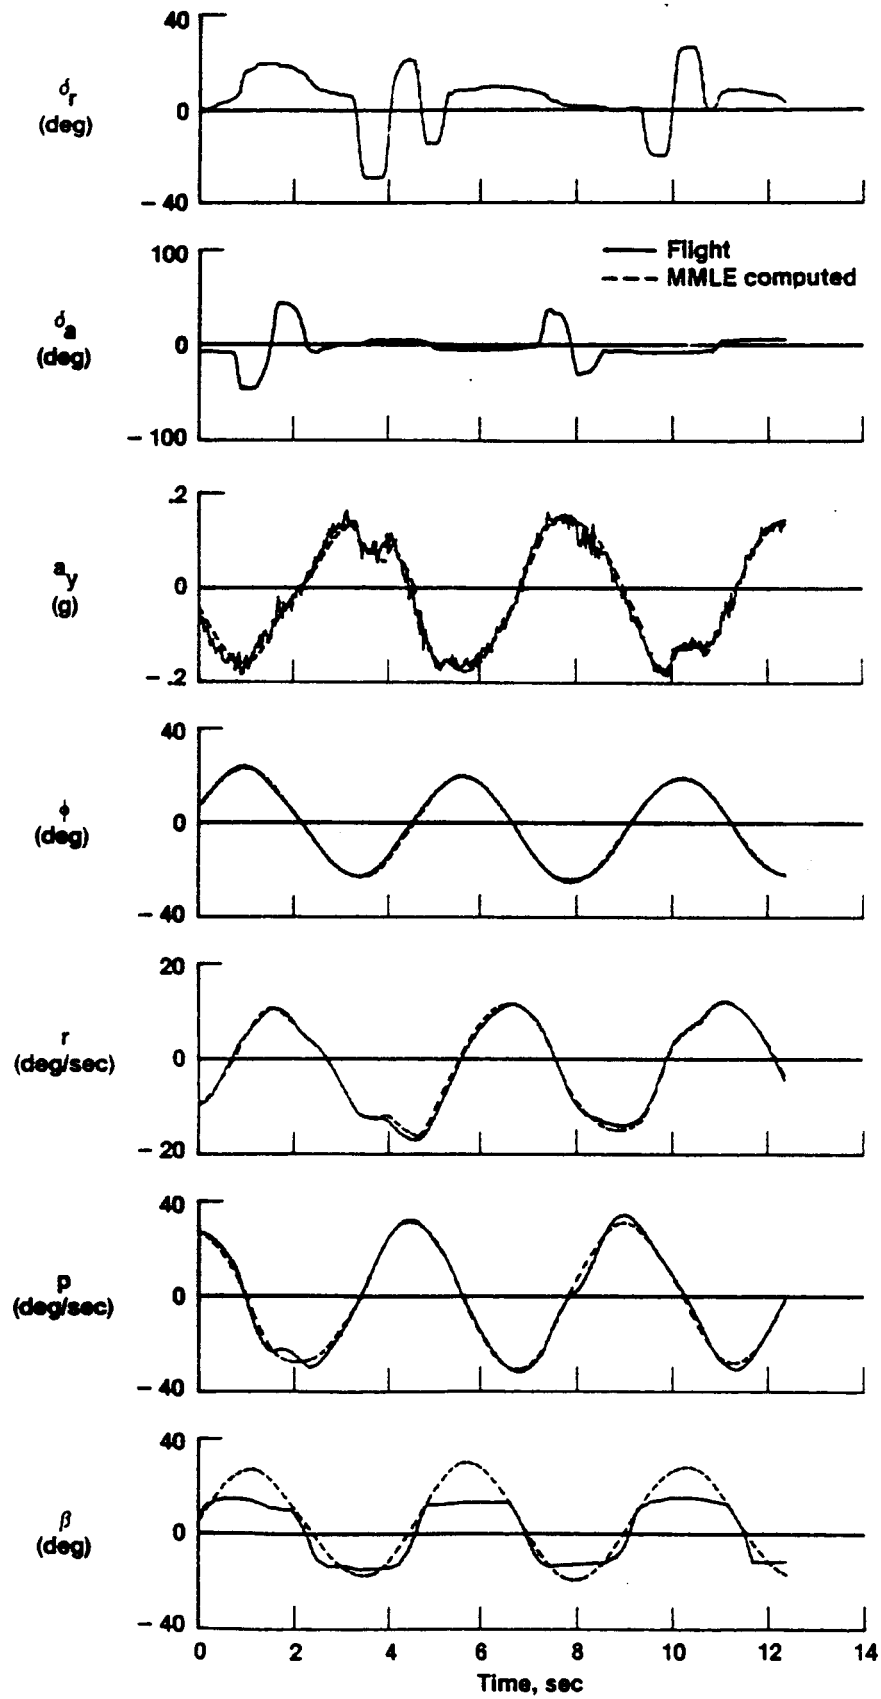 40
δr
(deg)
0
– 40
100
Flight
MMLE computed
δa
(deg)
0
– 100
.2
ay
(g)
0
– .2
40
ϕ
(deg)
0
– 40
20
r
(deg/sec)
0
– 20
40
p
(deg/sec)
0
– 40
40
β
(deg)
0
– 40
0 2 4 6 8 10 12 14
Time, sec